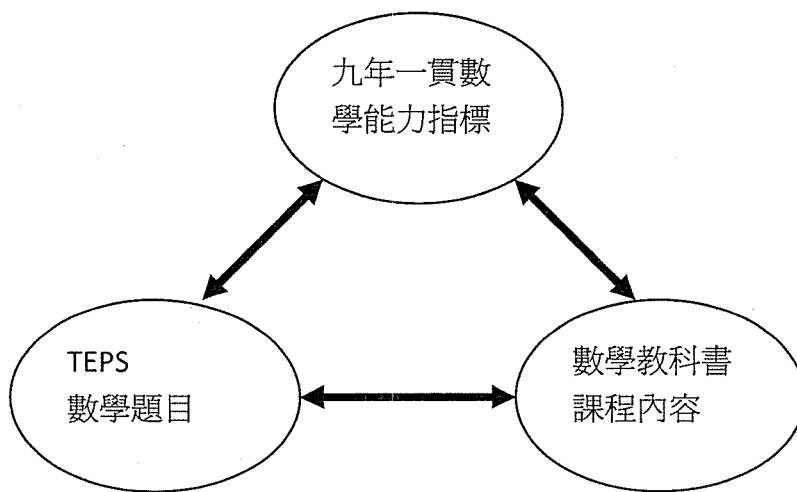 九年一貫數
學能力指標
TEPS
數學題目
數學教科書
課程內容